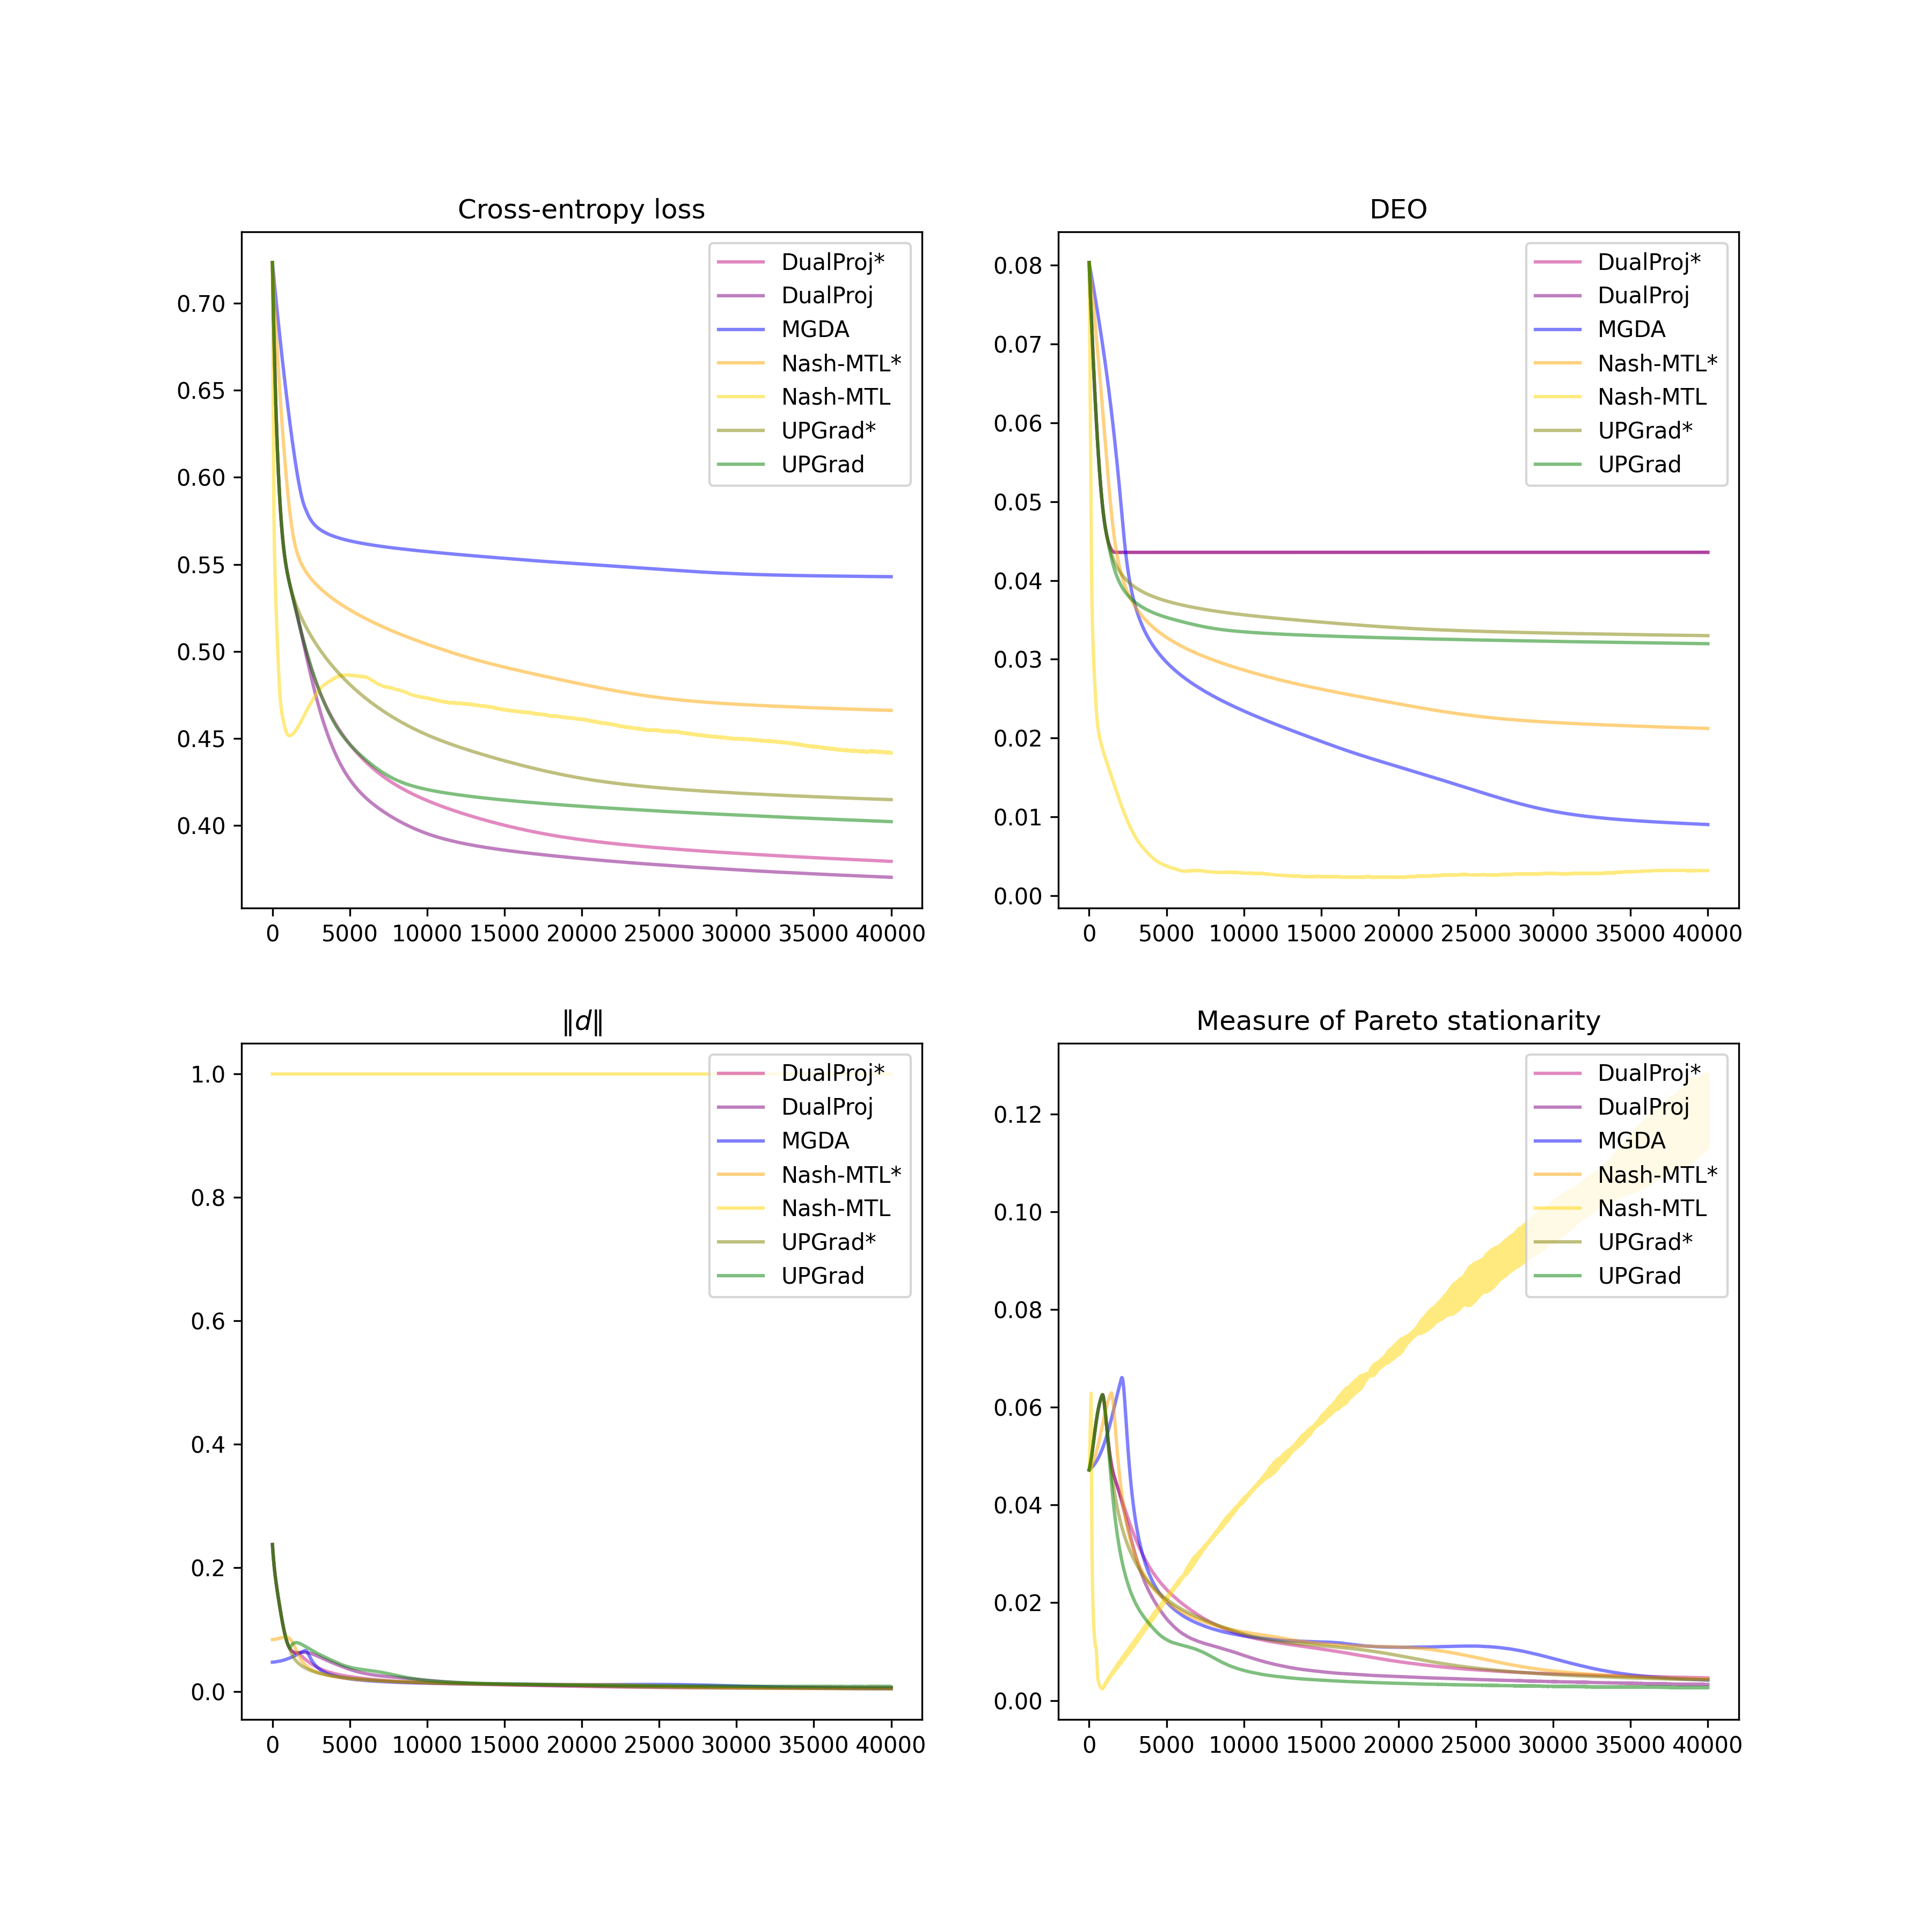 Cross-entropy loss
0.70
0.65
0.60
0.55
0.50
0.45
0.40
0 5000 10000 15000 20000 25000 30000 35000 40000
DualProj*
DualProj
MGDA
Nash-MTL*
Nash-MTL
UPGrad*
UPGrad
DEO
0.08
0.07
0.06
0.05
0.04
0.03
0.02
0.01
0.00
0 5000 10000 15000 20000 25000 30000 35000 40000
DualProj*
DualProj
MGDA
Nash-MTL*
Nash-MTL
UPGrad*
UPGrad
‖d‖
1.0
0.8
0.6
0.4
0.2
0.0
0 5000 10000 15000 20000 25000 30000 35000 40000
DualProj*
DualProj
MGDA
Nash-MTL*
Nash-MTL
UPGrad*
UPGrad
Measure of Pareto stationarity
0.12
0.10
0.08
0.06
0.04
0.02
0.00
0 5000 10000 15000 20000 25000 30000 35000 40000
DualProj*
DualProj
MGDA
Nash-MTL*
Nash-MTL
UPGrad*
UPGrad